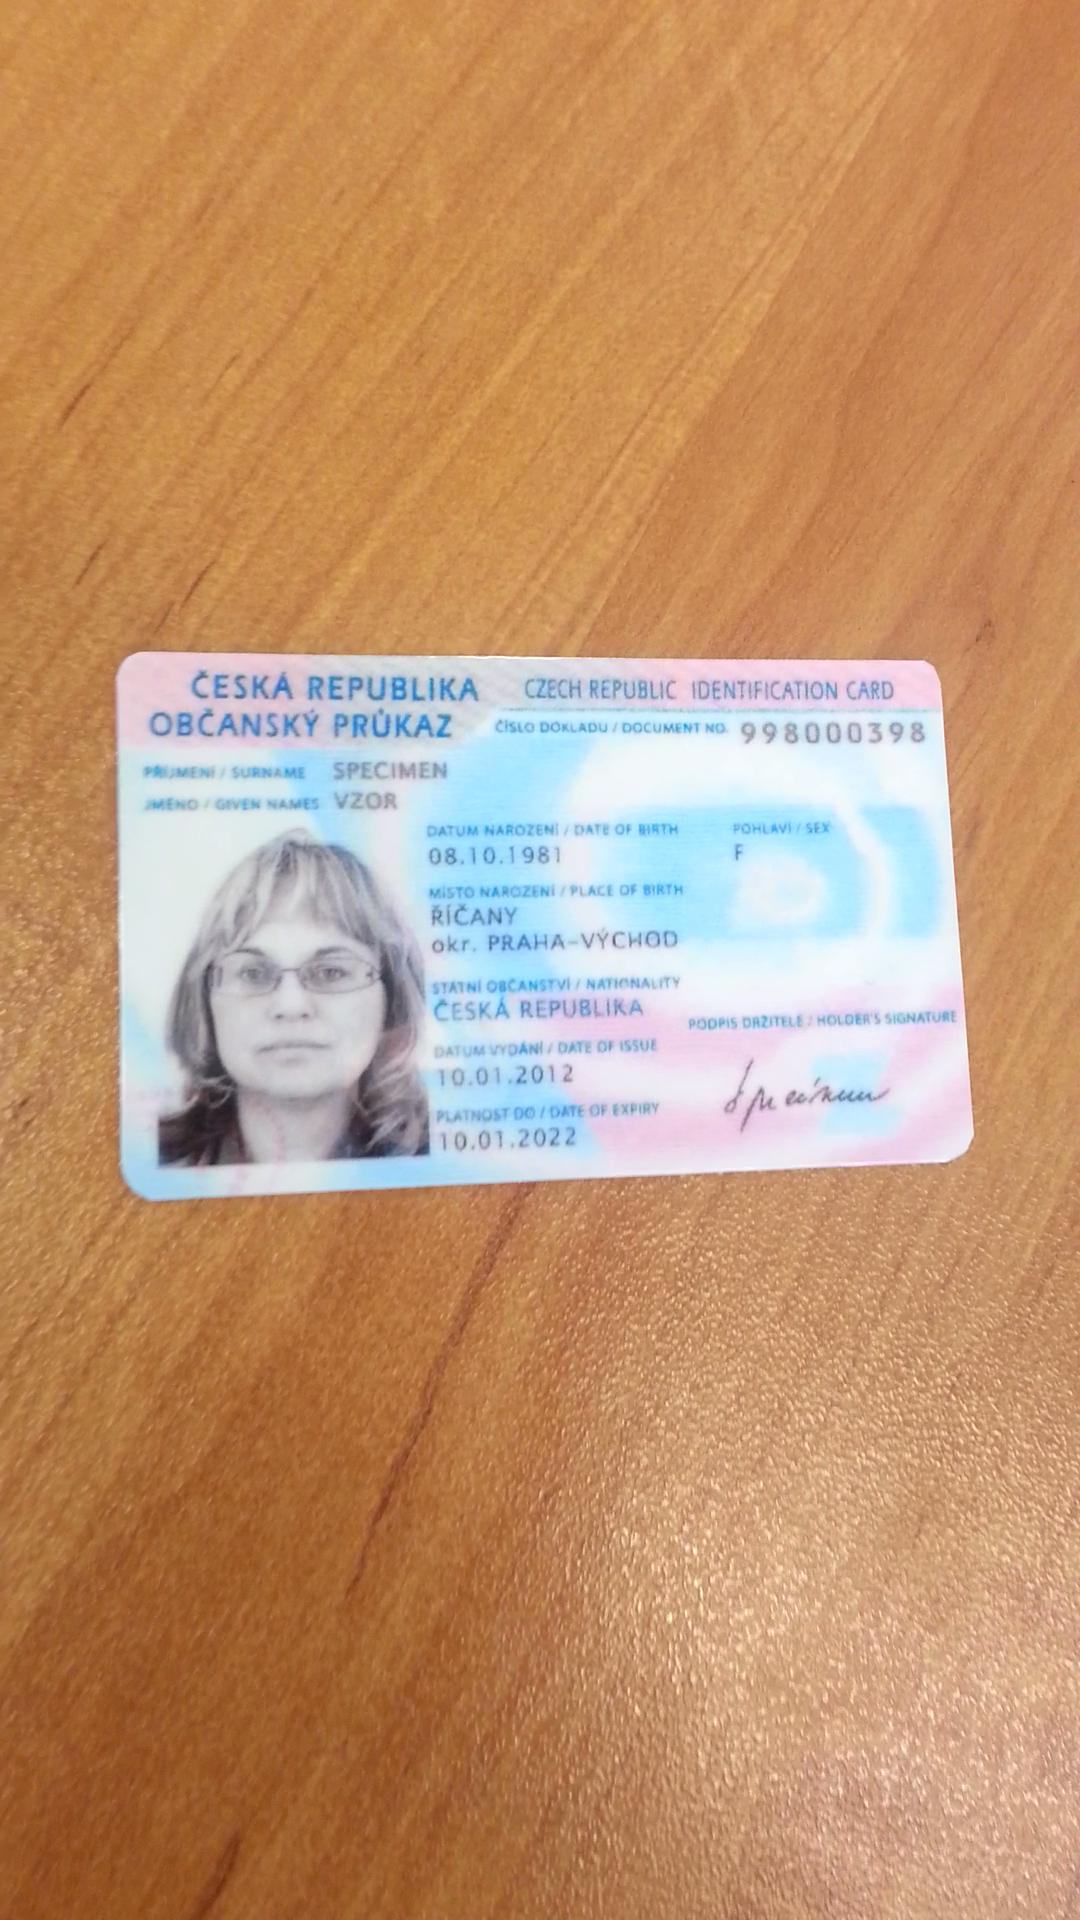 ČESKÁ REPUBLIKA
OBČANSKÝ PRŮKAZ
CZECH REPUBLIC IDENTIFICATION CARD
ČÍSLO DOKLADU / DOCUMENT NO. 998000398
PŘÍJMENÍ / SURNAME SPECIMEN
JMÉNO / GIVEN NAMES VZOR
DATUM NAROZENÍ / DATE OF BIRTH
08.10.1981
POHLAVÍ / SEX
F
MÍSTO NAROZENÍ / PLACE OF BIRTH
ŘÍČANY
okr. PRAHA-VÝCHOD
STÁTNÍ OBČANSTVÍ / NATIONALITY
ČESKÁ REPUBLIKA
DATUM VYDÁNÍ / DATE OF ISSUE
10.01.2012
PLATNOST DO / DATE OF EXPIRY
10.01.2022
PODPIS DRŽITELE / HOLDER'S SIGNATURE
Specimen